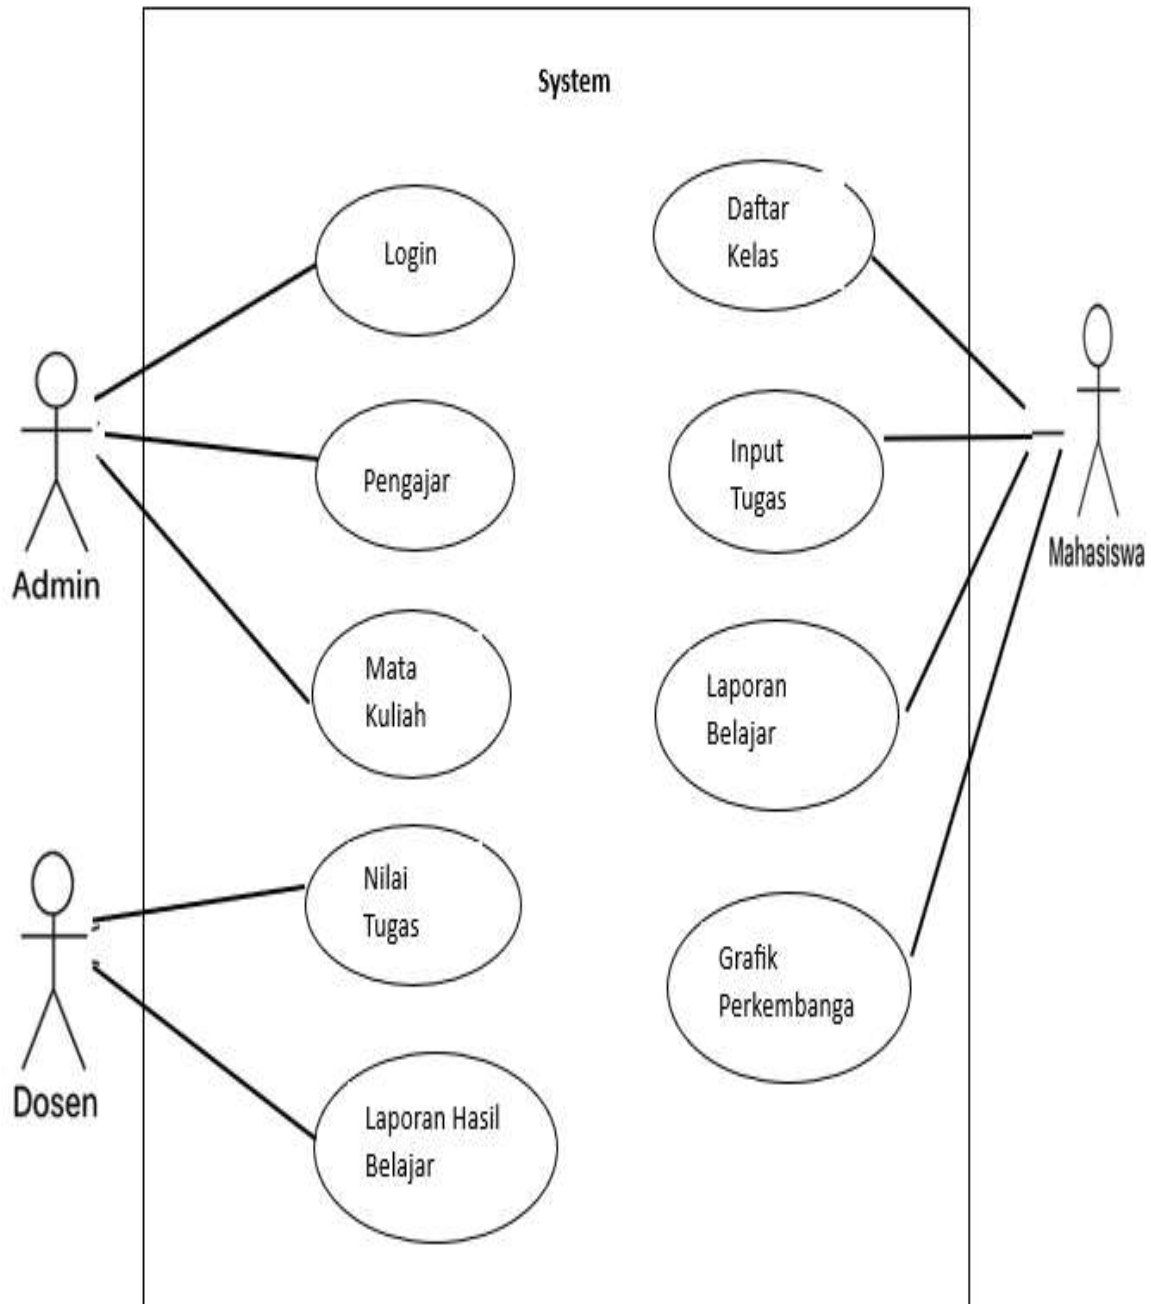 System
Login
Pengajar
Mata
Kuliah
Nilai
Tugas
Laporan Hasil
Belajar
Daftar
Kelas
Input
Tugas
Laporan
Belajar
Grafik
Perkembanga
Admin
Dosen
Mahasiswa